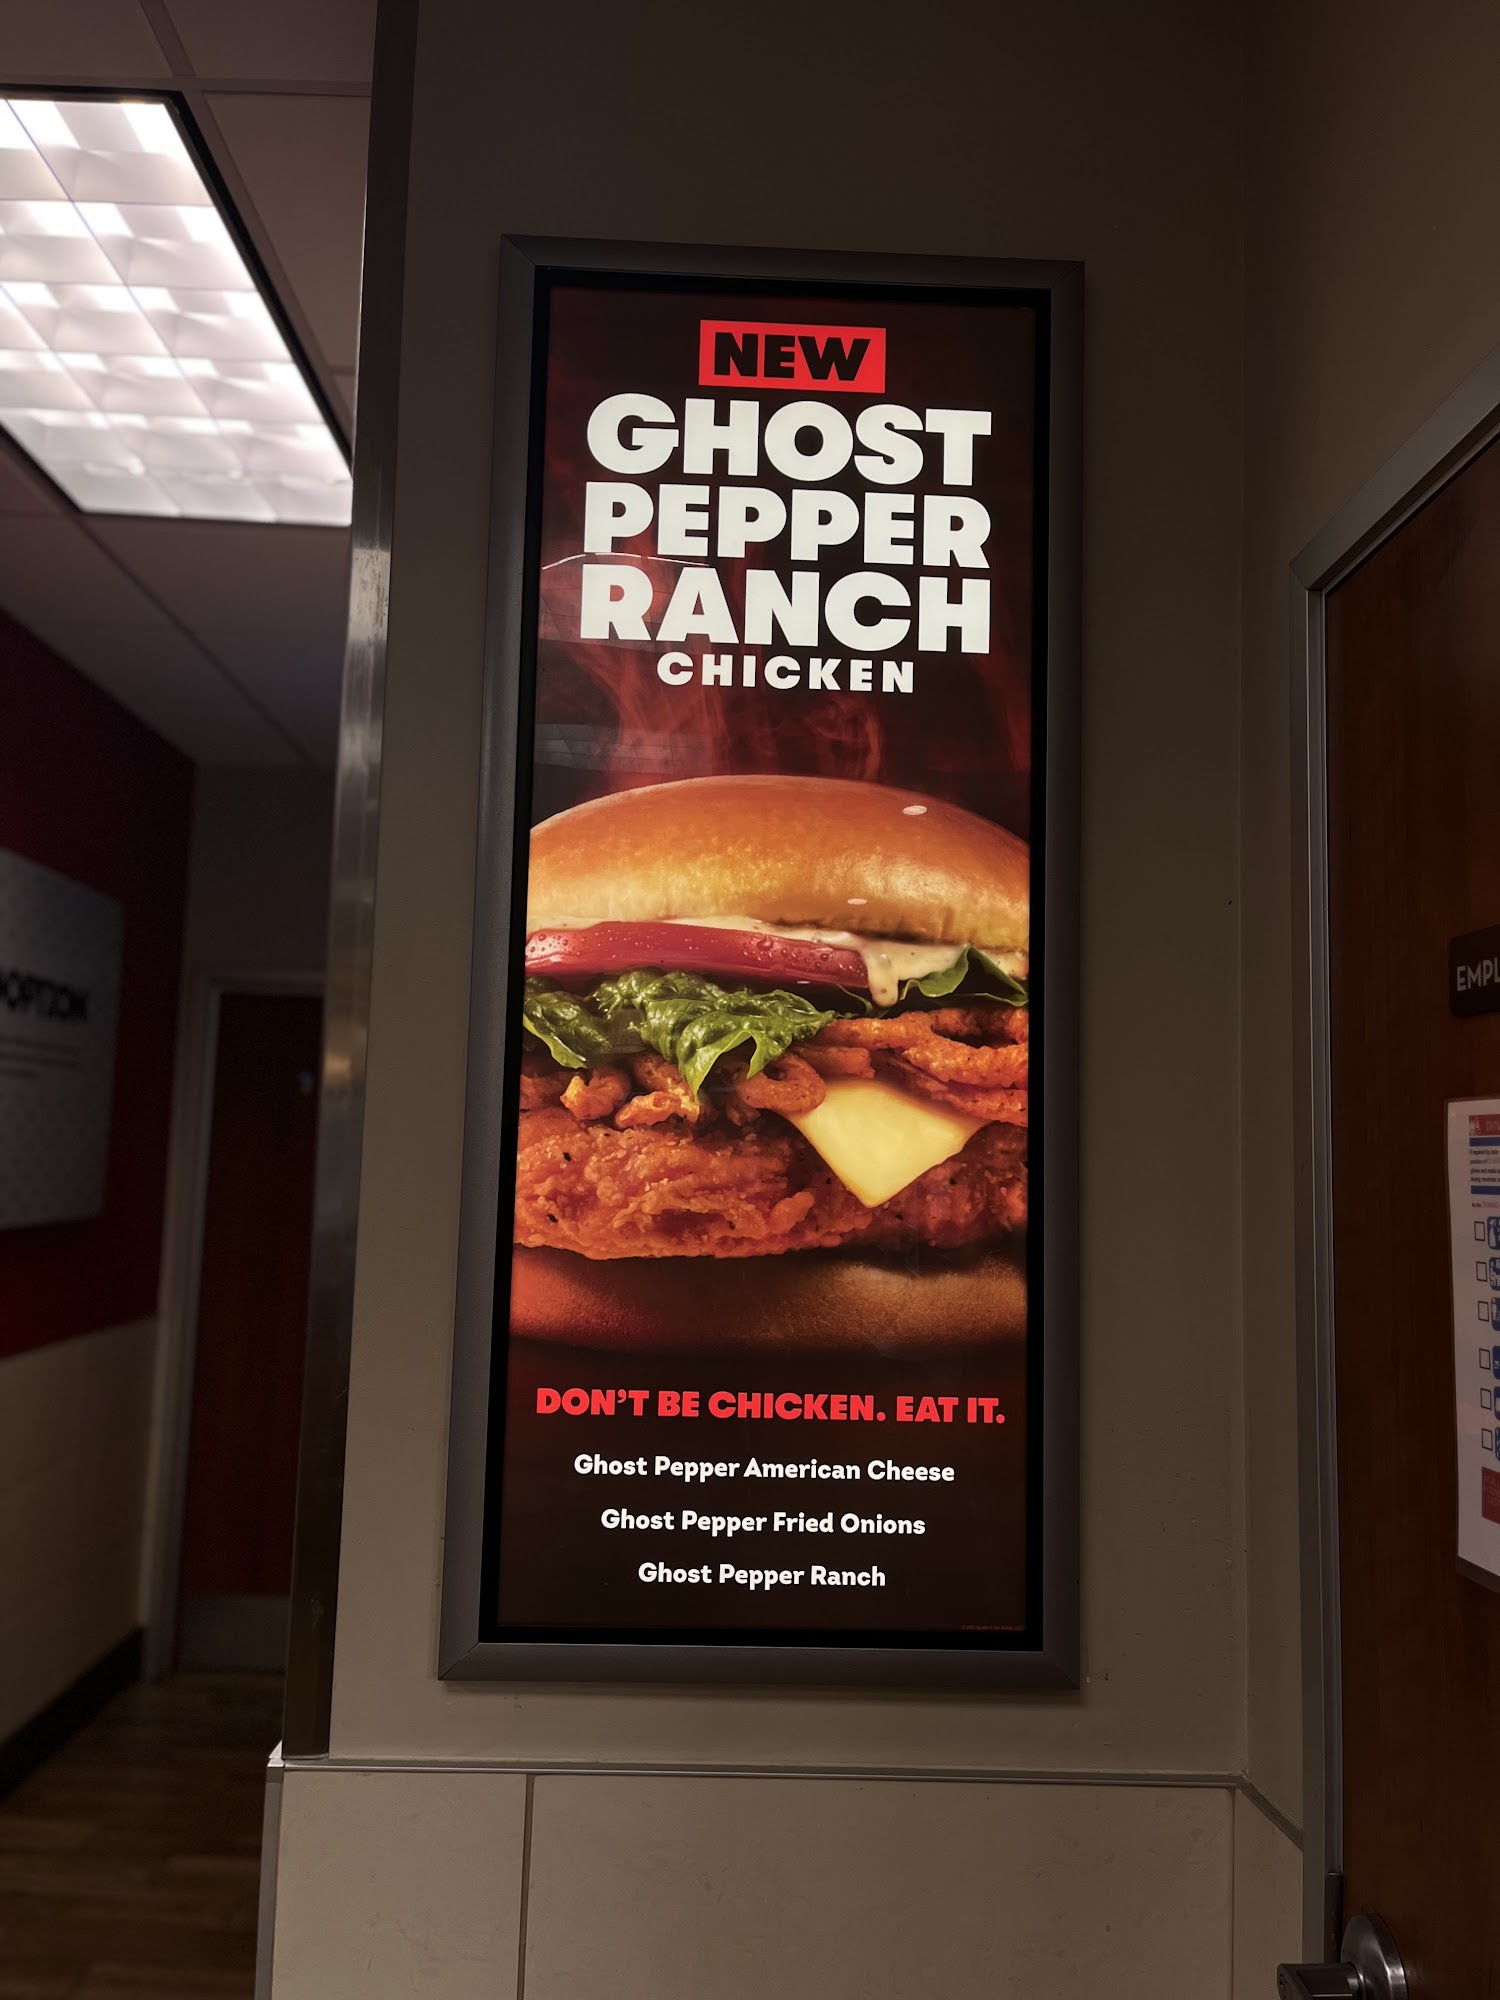 NEW
GHOST
PEPPER
RANCH
CHICKEN
DON'T BE CHICKEN. EAT IT.
Ghost Pepper American Cheese
Ghost Pepper Fried Onions
Ghost Pepper Ranch
EMPL